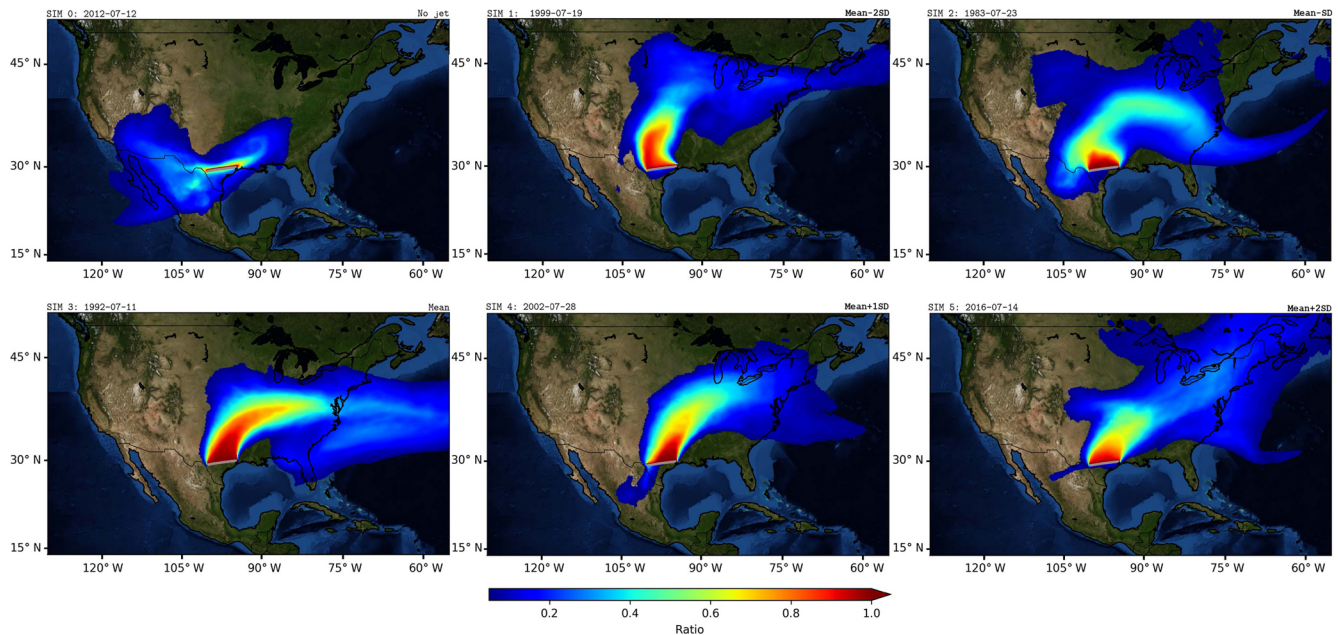 SIM 0: 2012-07-12 No jet
SIM 1: 1999-07-19 Mean-2SD
SIM 2: 1983-07-23 Mean-SD
45° N
45° N
45° N
30° N
30° N
30° N
15° N
15° N
15° N
120° W 105° W 90° W 75° W 60° W
120° W 105° W 90° W 75° W 60° W
120° W 105° W 90° W 75° W 60° W
SIM 3: 1992-07-11 Mean
SIM 4: 2002-07-28 Mean+1SD
SIM 5: 2016-07-14 Mean+2SD
45° N
45° N
45° N
30° N
30° N
30° N
15° N
15° N
15° N
120° W 105° W 90° W 75° W 60° W
120° W 105° W 90° W 75° W 60° W
120° W 105° W 90° W 75° W 60° W
0.2 0.4 0.6 0.8 1.0
Ratio